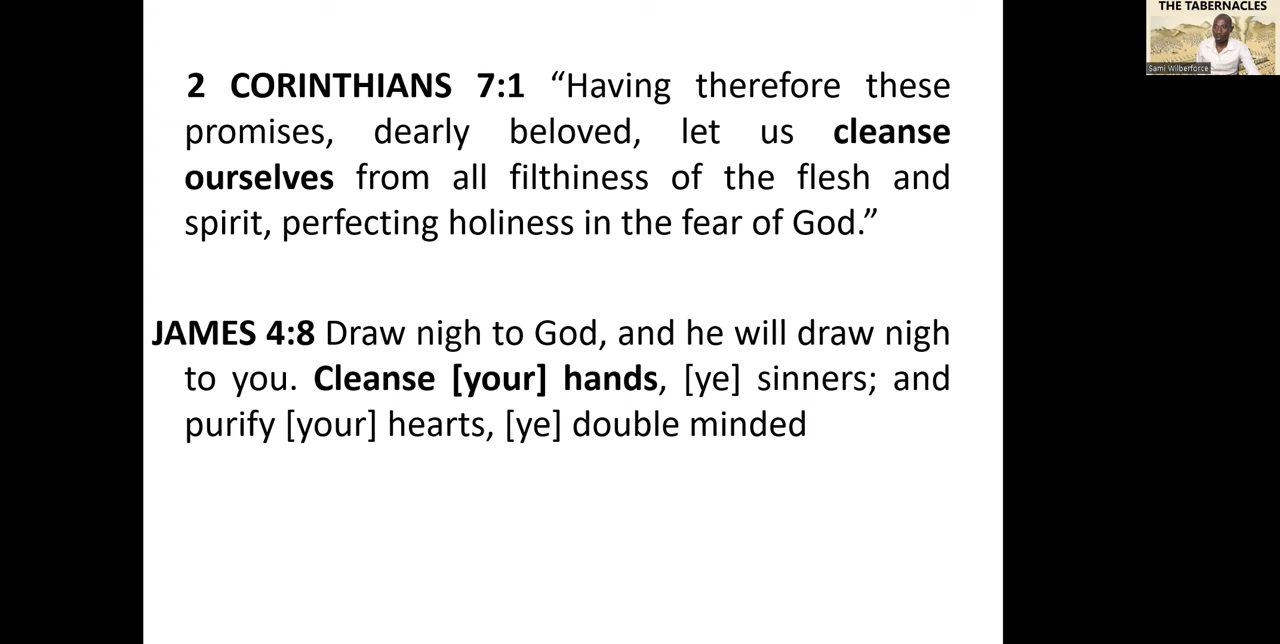 THE TABERNACLES
Sami Wilberforce
2 CORINTHIANS 7:1 “Having therefore these
promises, dearly beloved, let us cleanse
ourselves from all filthiness of the flesh and
spirit, perfecting holiness in the fear of God.”
JAMES 4:8 Draw nigh to God, and he will draw nigh
to you. Cleanse [your] hands, [ye] sinners; and
purify [your] hearts, [ye] double minded